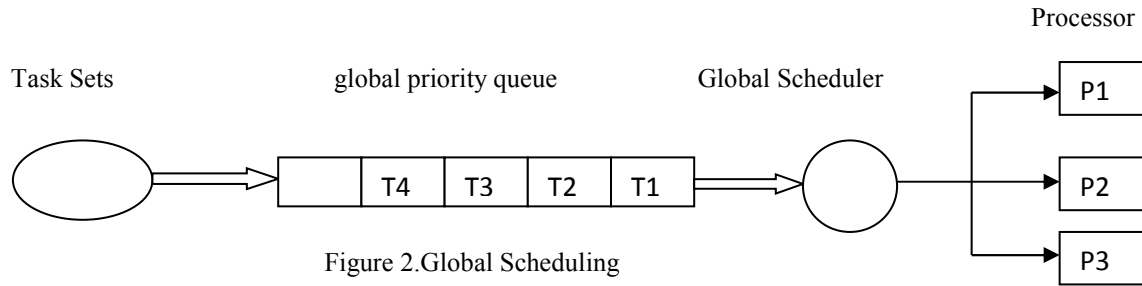 Processor
Task Sets
global priority queue
Global Scheduler
P1
T4 T3 T2 T1
P2
P3
Figure 2.Global Scheduling